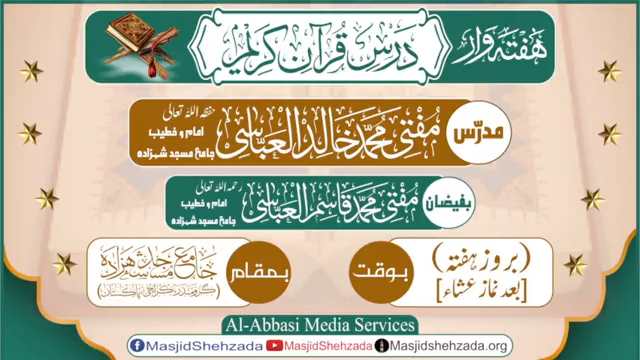 ہفتہ وار درس قرآن کریم
مدرّس مفتی محمد خالد العباسی حفظہ اللہ تعالی
امام و خطیب
جامع مسجد شہزادہ
بفیضان مفتی محمد قاسم العباسی رحمہ اللہ تعالی
امام و خطیب
جامع مسجد شہزادہ
(بروز ہفتہ)
[بعد نماز عشاء]
بوقت
بمقام
جامع مسجد شہزادہ
Al-Abbasi Media Services
MasjidShehzada MasjidShehzada Masjidshehzada.org